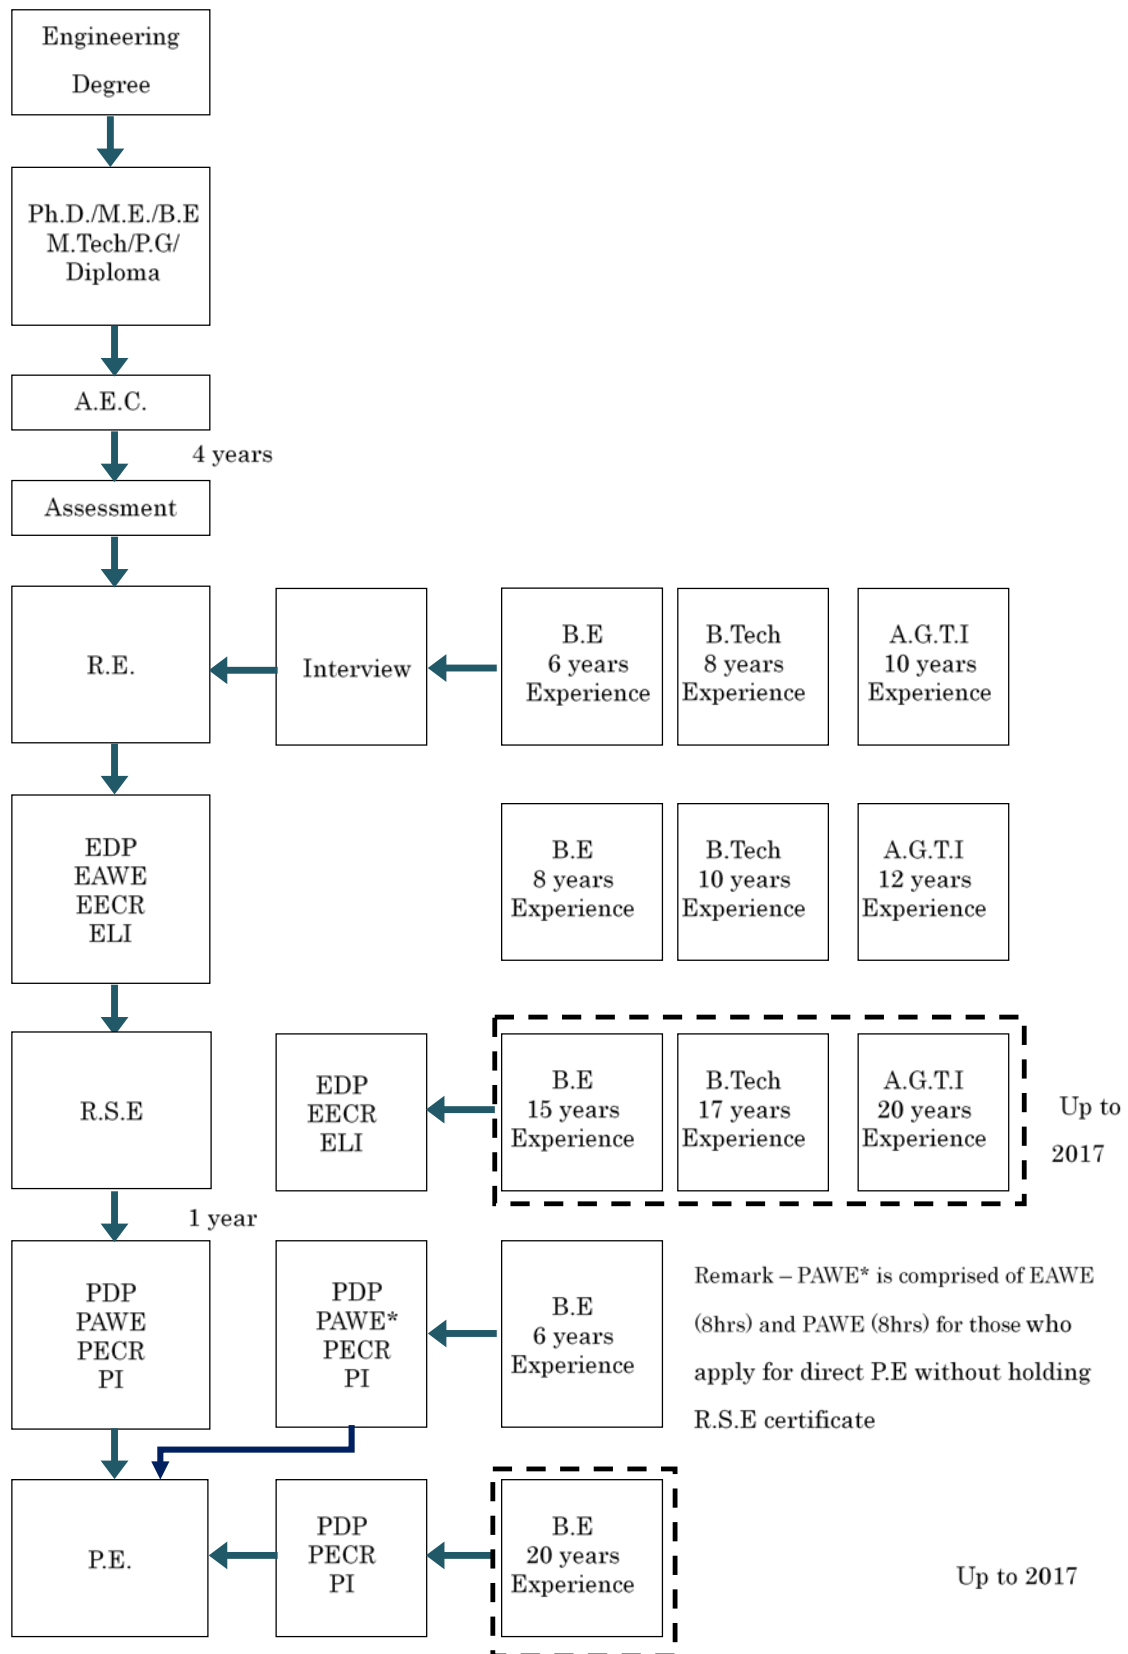 Engineering
Degree
Ph.D./M.E./B.E
M.Tech/P.G/
Diploma
A.E.C.
4 years
Assessment
R.E.
Interview
B.E
6 years
Experience
B.Tech
8 years
Experience
A.G.T.I
10 years
Experience
EDP
EAWE
EECR
ELI
B.E
8 years
Experience
B.Tech
10 years
Experience
A.G.T.I
12 years
Experience
R.S.E
EDP
EECR
ELI
B.E
15 years
Experience
B.Tech
17 years
Experience
A.G.T.I
20 years
Experience
Up to
2017
1 year
PDP
PAWE
PECR
PI
PDP
PAWE*
PECR
PI
B.E
6 years
Experience
Remark – PAWE* is comprised of EAWE
(8hrs) and PAWE (8hrs) for those who
apply for direct P.E without holding
R.S.E certificate
P.E.
PDP
PECR
PI
B.E
20 years
Experience
Up to 2017